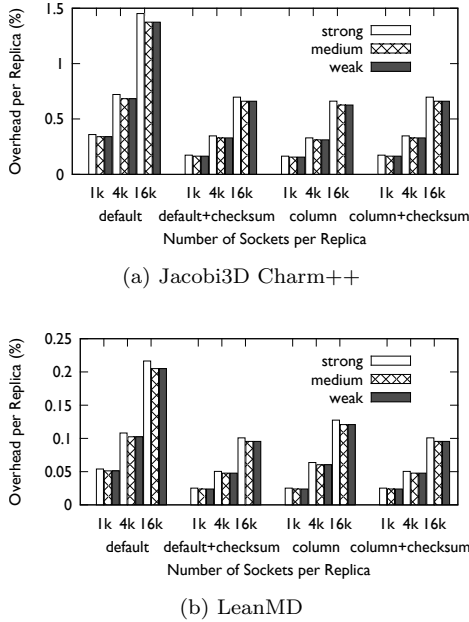 1.5
1
0.5
0
Overhead per Replica (%)
strong
medium
weak
1k 4k 16k 1k 4k 16k 1k 4k 16k 1k 4k 16k
default default+checksum column column+checksum
Number of Sockets per Replica
(a) Jacobi3D Charm++
0.25
0.2
0.15
0.1
0.05
0
Overhead per Replica (%)
strong
medium
weak
1k 4k 16k 1k 4k 16k 1k 4k 16k 1k 4k 16k
default default+checksum column column+checksum
Number of Sockets per Replica
(b) LeanMD